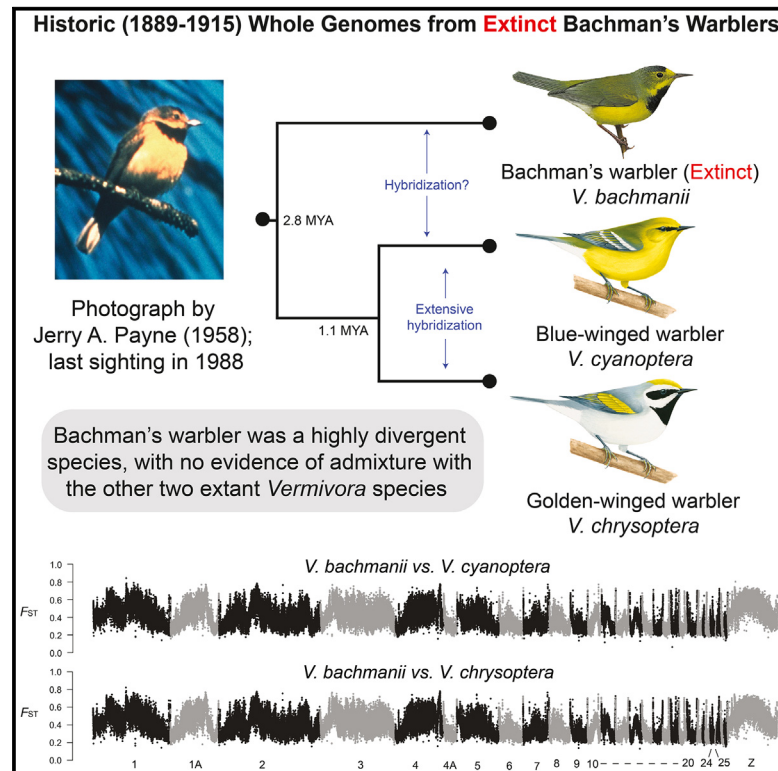 Historic (1889-1915) Whole Genomes from Extinct Bachman's Warblers
Photograph by
Jerry A. Payne (1958);
last sighting in 1988
2.8 MYA
1.1 MYA
Hybridization?
Extensive
hybridization
Bachman's warbler (Extinct)
V. bachmanii
Blue-winged warbler
V. cyanoptera
Golden-winged warbler
V. chrysoptera
Bachman's warbler was a highly divergent
species, with no evidence of admixture with
the other two extant Vermivora species
V. bachmanii vs. V. cyanoptera
FST
1.0
0.8
0.6
0.4
0.2
0.0
V. bachmanii vs. V. chrysoptera
FST
1.0
0.8
0.6
0.4
0.2
0.0
1 1A 2 3 4 4A 5 6 7 8 9 10 - - - - - - - - 20 24 25 Z